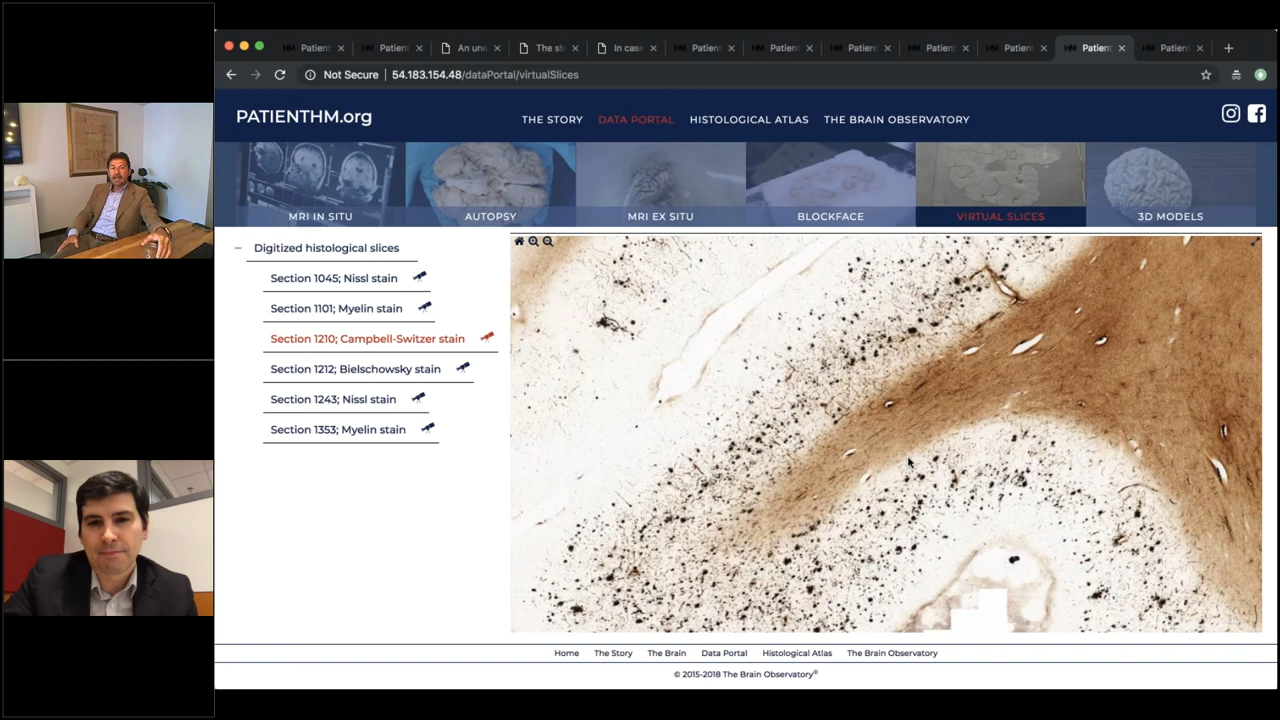 Patient
Patient
An une
The st
In case
Patient
Patient
Patient
Patient
Patient
Patient
Patient
Not Secure 54.183.154.48/dataPortal/virtualSlices
PATIENTHM.org
THE STORY DATA PORTAL HISTOLOGICAL ATLAS THE BRAIN OBSERVATORY
MRI IN SITU AUTOPSY MRI EX SITU BLOCKFACE VIRTUAL SLICES 3D MODELS
Digitized histological slices
Section 1045; Nissl stain
Section 1101; Myelin stain
Section 1210; Campbell-Switzer stain
Section 1212; Bielschowsky stain
Section 1243; Nissl stain
Section 1353; Myelin stain
Home The Story The Brain Data Portal Histological Atlas The Brain Observatory
© 2015-2018 The Brain Observatory®